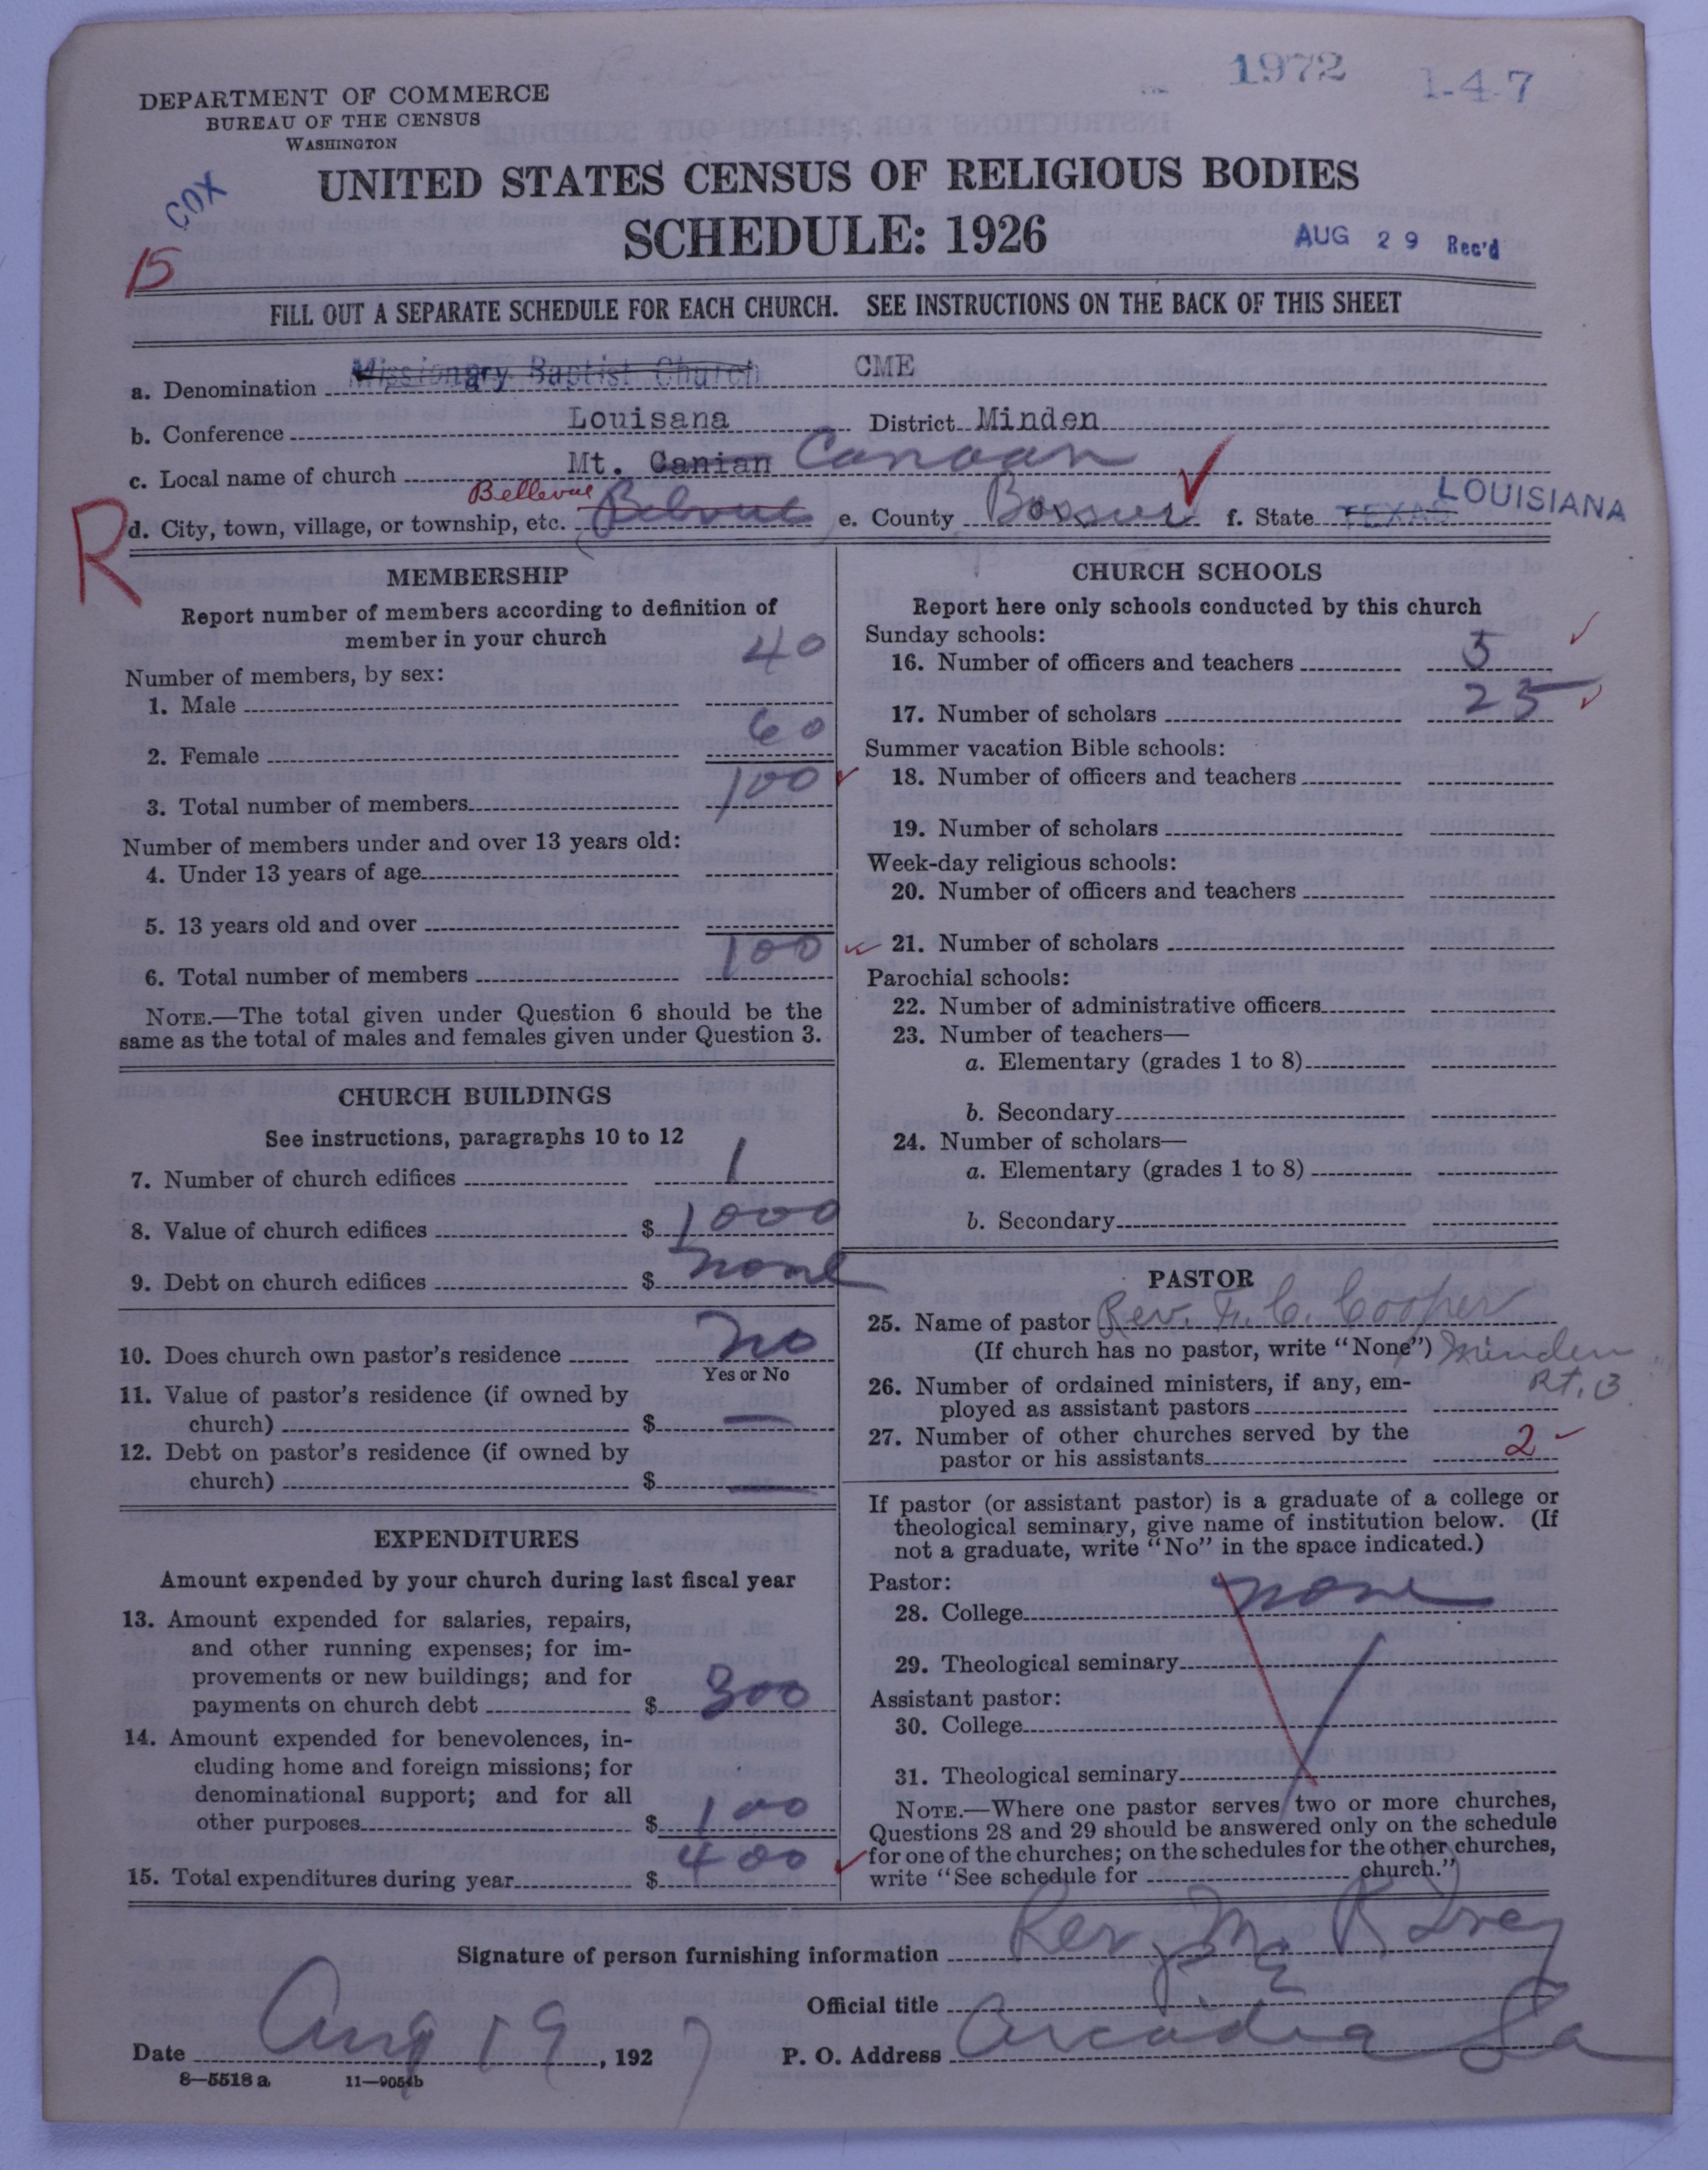 1972 1-4-7
DEPARTMENT OF COMMERCE
BUREAU OF THE CENSUS
WASHINGTON
COX
UNITED STATES CENSUS OF RELIGIOUS BODIES
SCHEDULE: 1926
AUG 29 Rec'd
15
FILL OUT A SEPARATE SCHEDULE FOR EACH CHURCH. SEE INSTRUCTIONS ON THE BACK OF THIS SHEET
a. Denomination Missionary Baptist Church CME
b. Conference Louisana District Minden
c. Local name of church Mt. Canian Canoan
R
d. City, town, village, or township, etc. Bellevue Belvue e. County Bossier f. State TEXAS LOUISIANA
MEMBERSHIP
Report number of members according to definition of
member in your church
Number of members, by sex:
1. Male 40
2. Female 60
3. Total number of members 100
Number of members under and over 13 years old:
4. Under 13 years of age
5. 13 years old and over
6. Total number of members 100
NOTE.—The total given under Question 6 should be the
same as the total of males and females given under Question 3.
CHURCH BUILDINGS
See instructions, paragraphs 10 to 12
7. Number of church edifices 1
8. Value of church edifices $ 1000
9. Debt on church edifices $ none
10. Does church own pastor's residence no
Yes or No
11. Value of pastor's residence (if owned by
church) $ —
12. Debt on pastor's residence (if owned by
church) $ —
EXPENDITURES
Amount expended by your church during last fiscal year
13. Amount expended for salaries, repairs,
and other running expenses; for im-
provements or new buildings; and for
payments on church debt $ 300
14. Amount expended for benevolences, in-
cluding home and foreign missions; for
denominational support; and for all
other purposes $ 100
15. Total expenditures during year $ 400
CHURCH SCHOOLS
Report here only schools conducted by this church
Sunday schools:
16. Number of officers and teachers 5
17. Number of scholars 25
Summer vacation Bible schools:
18. Number of officers and teachers
19. Number of scholars
Week-day religious schools:
20. Number of officers and teachers
21. Number of scholars
Parochial schools:
22. Number of administrative officers
23. Number of teachers—
a. Elementary (grades 1 to 8)
b. Secondary
24. Number of scholars—
a. Elementary (grades 1 to 8)
b. Secondary
PASTOR
25. Name of pastor Rev. F. C. Cooper
(If church has no pastor, write "None") Minden
Rt. B
26. Number of ordained ministers, if any, em-
ployed as assistant pastors
27. Number of other churches served by the
pastor or his assistants 2
If pastor (or assistant pastor) is a graduate of a college or
theological seminary, give name of institution below. (If
not a graduate, write "No" in the space indicated.)
Pastor:
28. College none
29. Theological seminary
Assistant pastor:
30. College
31. Theological seminary
NOTE.—Where one pastor serves two or more churches,
Questions 28 and 29 should be answered only on the schedule
for one of the churches; on the schedules for the other churches,
write "See schedule for church."
Signature of person furnishing information Rev M R
Official title P. E
Date Aug 19, 1927 P. O. Address Arcadia La
8—5518 a 11—9054b